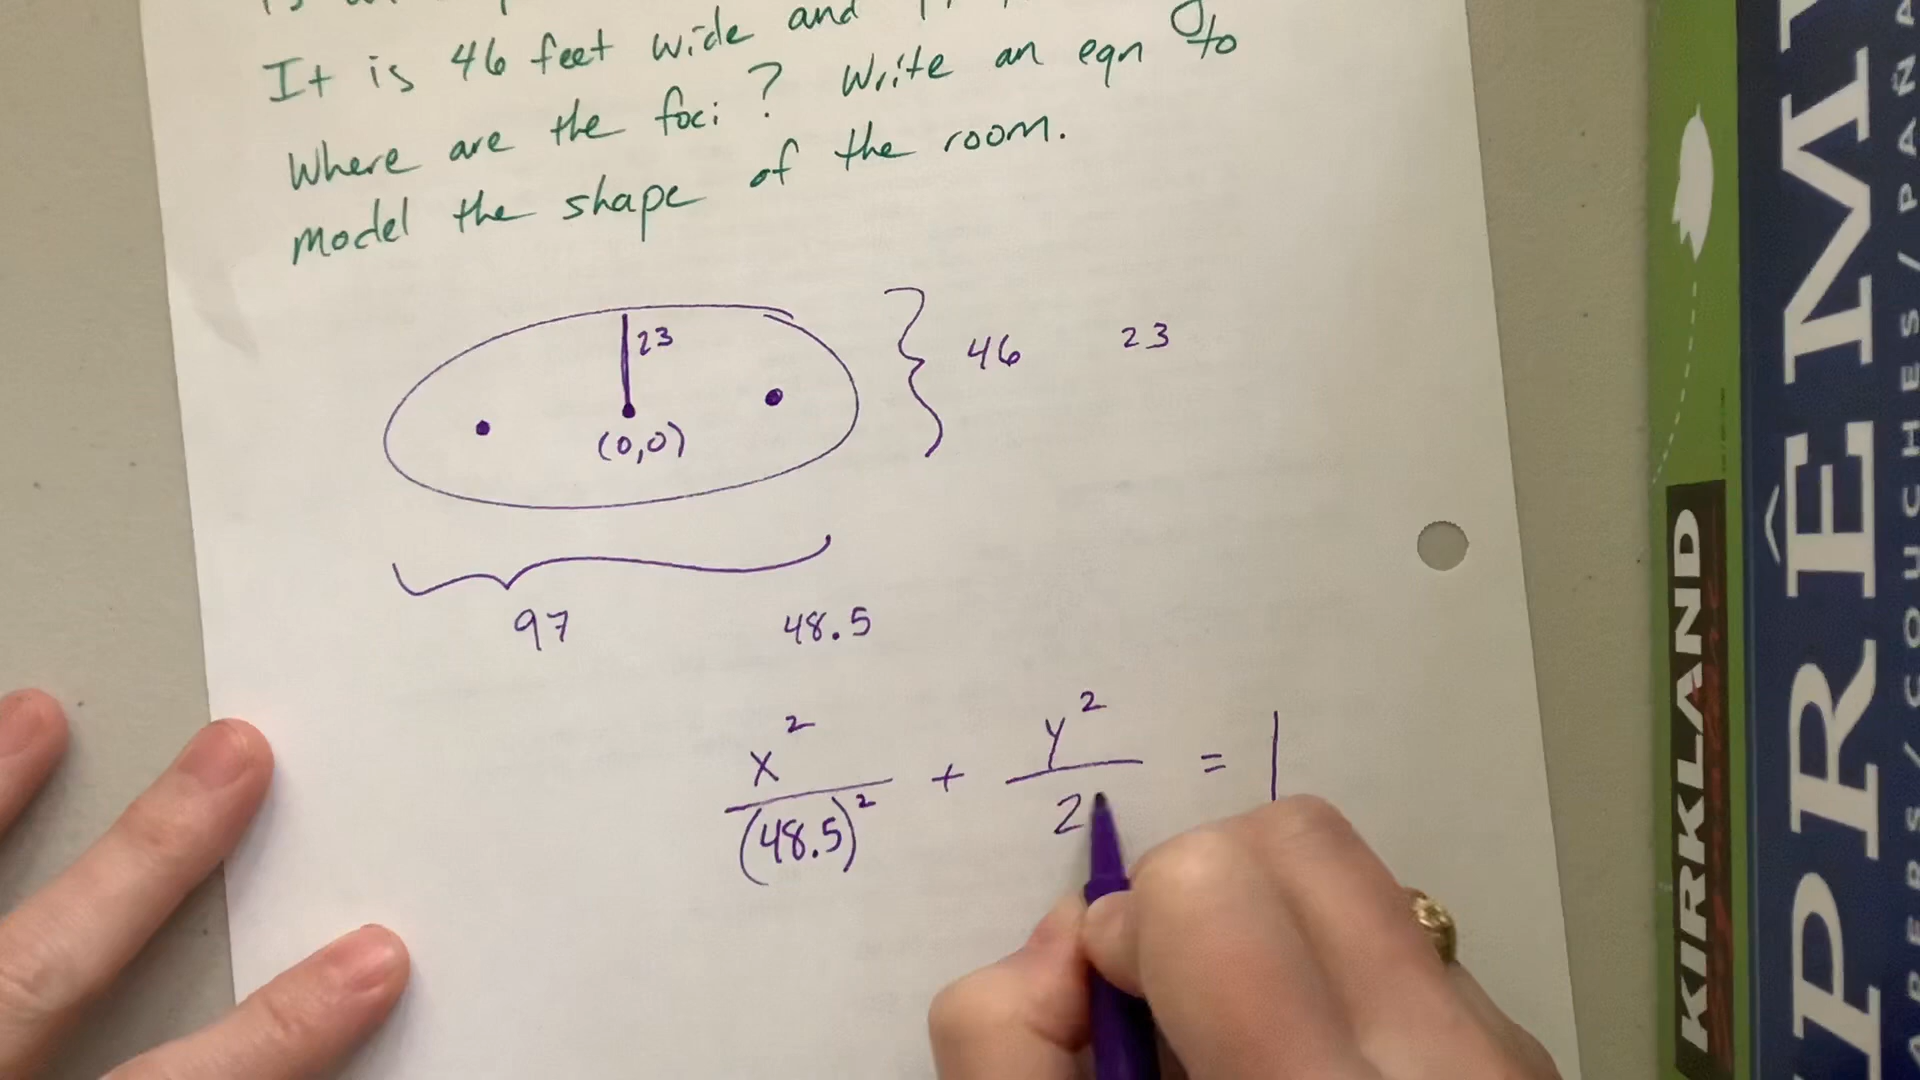 It is 46 feet wide and
Where are the foci? Write an eqn to
model the shape of the room.
23
46 23
(0,0)
97 48.5
x² + y² = 1
(48.5)² 2
KIRKLAND
PRÊM